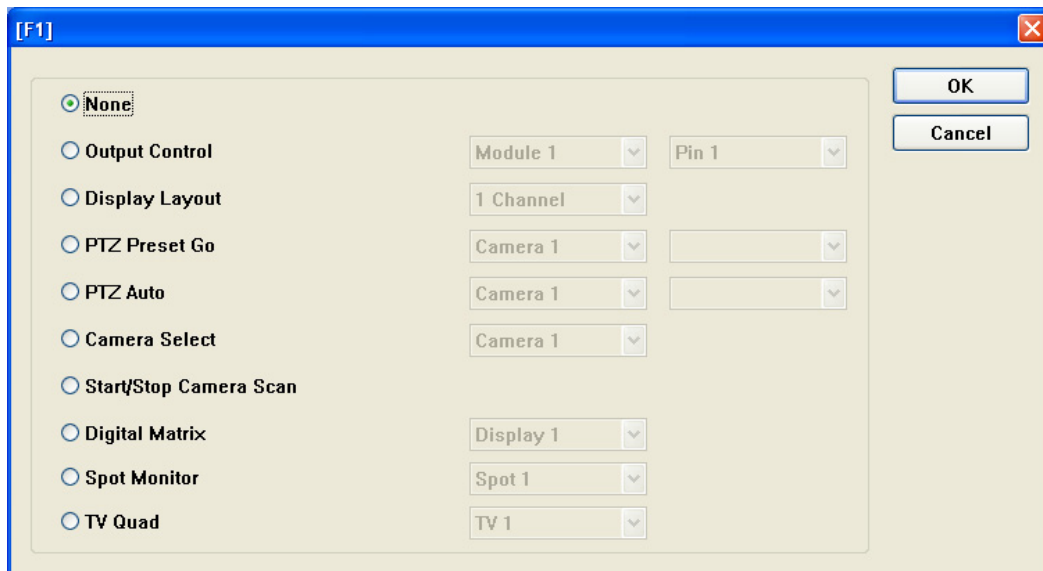 [F1]
None
OK
Output Control Module 1 Pin 1
Cancel
Display Layout 1 Channel
PTZ Preset Go Camera 1
PTZ Auto Camera 1
Camera Select Camera 1
Start/Stop Camera Scan
Digital Matrix Display 1
Spot Monitor Spot 1
TV Quad TV 1